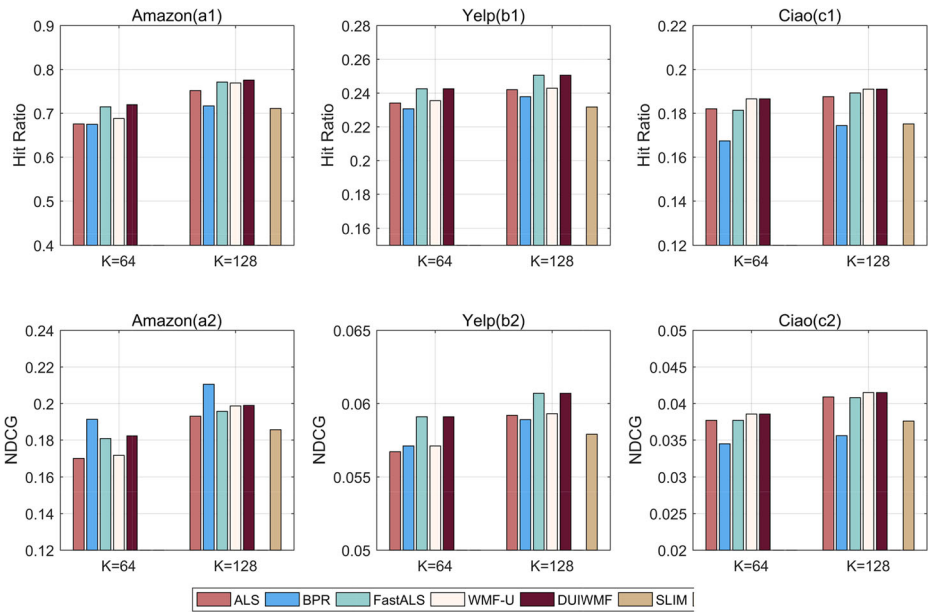 Amazon(a1)
Hit Ratio
0.9
0.8
0.7
0.6
0.5
0.4
K=64 K=128
Yelp(b1)
Hit Ratio
0.28
0.26
0.24
0.22
0.2
0.18
0.16
K=64 K=128
Ciao(c1)
Hit Ratio
0.22
0.2
0.18
0.16
0.14
0.12
K=64 K=128
Amazon(a2)
NDCG
0.24
0.22
0.2
0.18
0.16
0.14
0.12
K=64 K=128
Yelp(b2)
NDCG
0.065
0.06
0.055
0.05
K=64 K=128
Ciao(c2)
NDCG
0.05
0.045
0.04
0.035
0.03
0.025
0.02
K=64 K=128
ALS BPR FastALS WMF-U DUIWMF SLIM